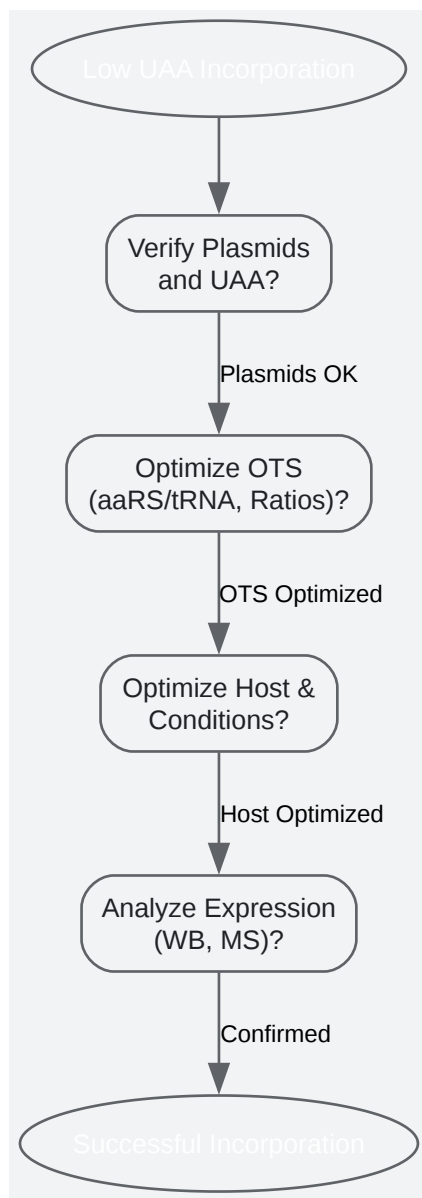 Low UAA Incorporation
Verify Plasmids
and UAA?
Plasmids OK
Optimize OTS
(aaRS/tRNA, Ratios)?
OTS Optimized
Optimize Host &
Conditions?
Host Optimized
Analyze Expression
(WB, MS)?
Confirmed
Successful Incorporation